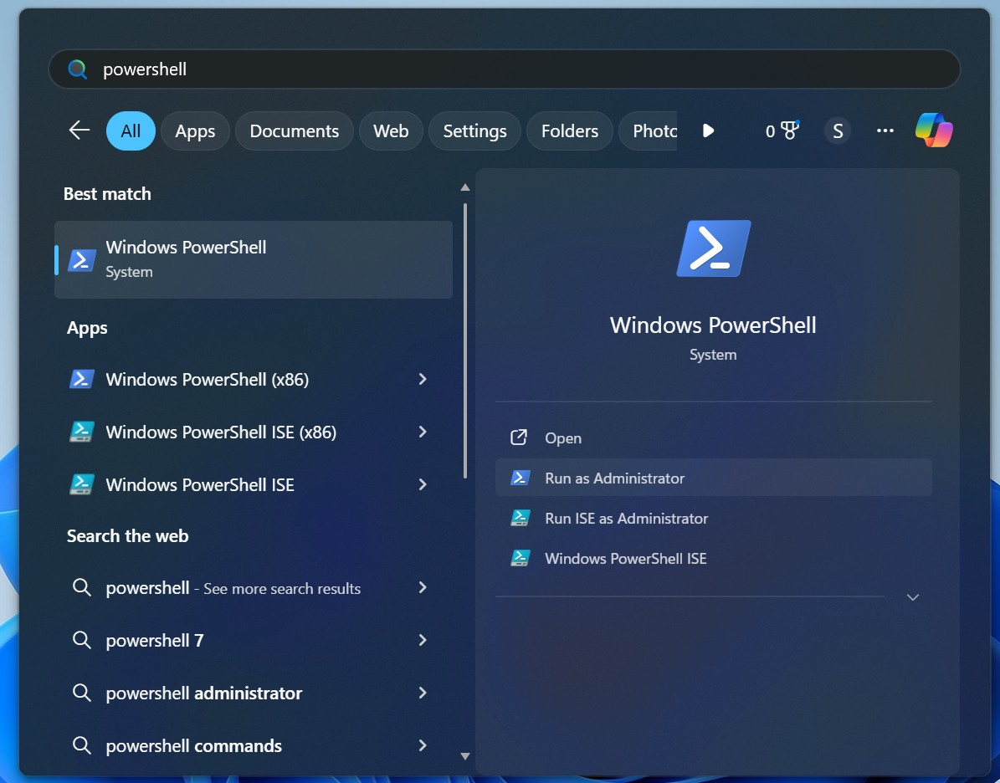 powershell
All Apps Documents Web Settings Folders Photo 0 S
Best match
Windows PowerShell
System
Apps
Windows PowerShell (x86)
Windows PowerShell ISE (x86)
Windows PowerShell ISE
Search the web
powershell - See more search results
powershell 7
powershell administrator
powershell commands
Windows PowerShell
System
Open
Run as Administrator
Run ISE as Administrator
Windows PowerShell ISE